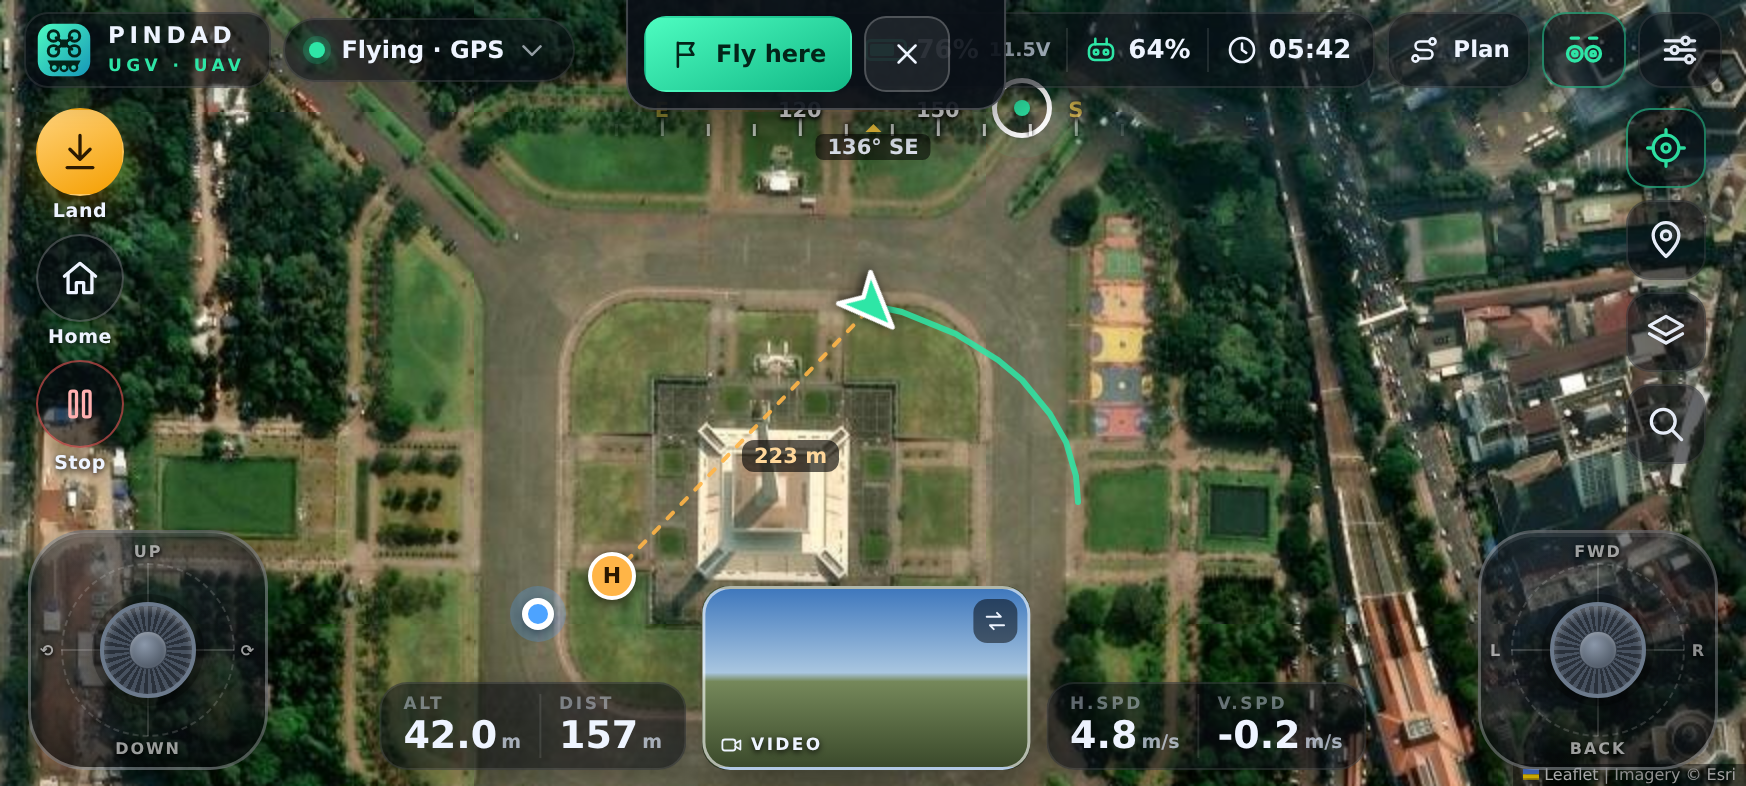 PINDAD
UGV · UAV
Flying · GPS
Fly here
76%
11.5V
64%
05:42
Plan
E
120
150
S
136° SE
Land
Home
Stop
223 m
H
UP
DOWN
FWD
L
R
BACK
ALT
42.0 m
DIST
157 m
VIDEO
H.SPD
4.8 m/s
V.SPD
-0.2 m/s
Leaflet | Imagery © Esri